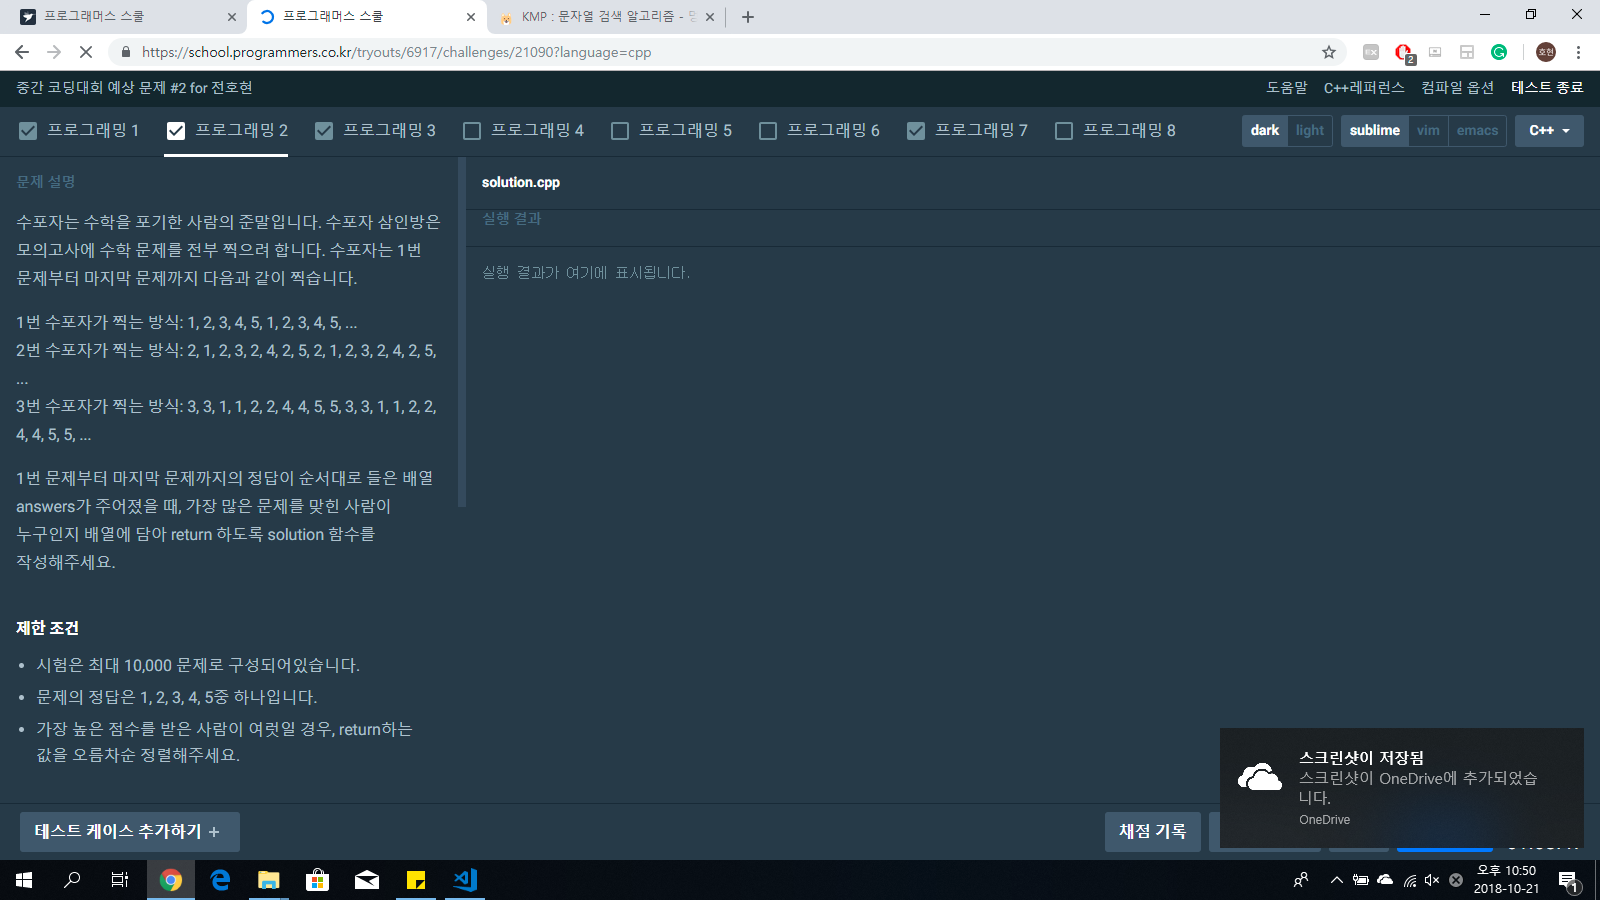 프로그래머스 스쿨
프로그래머스 스쿨
KMP : 문자열 검색 알고리즘 -
https://school.programmers.co.kr/tryouts/6917/challenges/21090?language=cpp
2
호현
중간 코딩대회 예상 문제 #2 for 전호현
도움말 C++레퍼런스 컴파일 옵션 테스트 종료
프로그래밍 1 프로그래밍 2 프로그래밍 3 프로그래밍 4 프로그래밍 5 프로그래밍 6 프로그래밍 7 프로그래밍 8
dark light sublime vim emacs C++
문제 설명
수포자는 수학을 포기한 사람의 준말입니다. 수포자 삼인방은
모의고사에 수학 문제를 전부 찍으려 합니다. 수포자는 1번
문제부터 마지막 문제까지 다음과 같이 찍습니다.
1번 수포자가 찍는 방식: 1, 2, 3, 4, 5, 1, 2, 3, 4, 5, ...
2번 수포자가 찍는 방식: 2, 1, 2, 3, 2, 4, 2, 5, 2, 1, 2, 3, 2, 4, 2, 5,
...
3번 수포자가 찍는 방식: 3, 3, 1, 1, 2, 2, 4, 4, 5, 5, 3, 3, 1, 1, 2, 2,
4, 4, 5, 5, ...
1번 문제부터 마지막 문제까지의 정답이 순서대로 들은 배열
answers가 주어졌을 때, 가장 많은 문제를 맞힌 사람이
누구인지 배열에 담아 return 하도록 solution 함수를
작성해주세요.
제한 조건
• 시험은 최대 10,000 문제로 구성되어있습니다.
• 문제의 정답은 1, 2, 3, 4, 5중 하나입니다.
• 가장 높은 점수를 받은 사람이 여럿일 경우, return하는
값을 오름차순 정렬해주세요.
solution.cpp
실행 결과
실행 결과가 여기에 표시됩니다.
스크린샷이 저장됨
스크린샷이 OneDrive에 추가되었습
니다.
OneDrive
테스트 케이스 추가하기 +
채점 기록
오후 10:50
2018-10-21
1